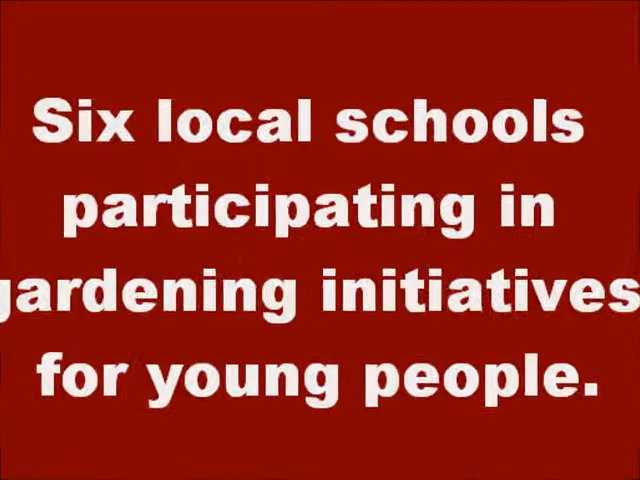 Six local schools
participating in
gardening initiatives
for young people.